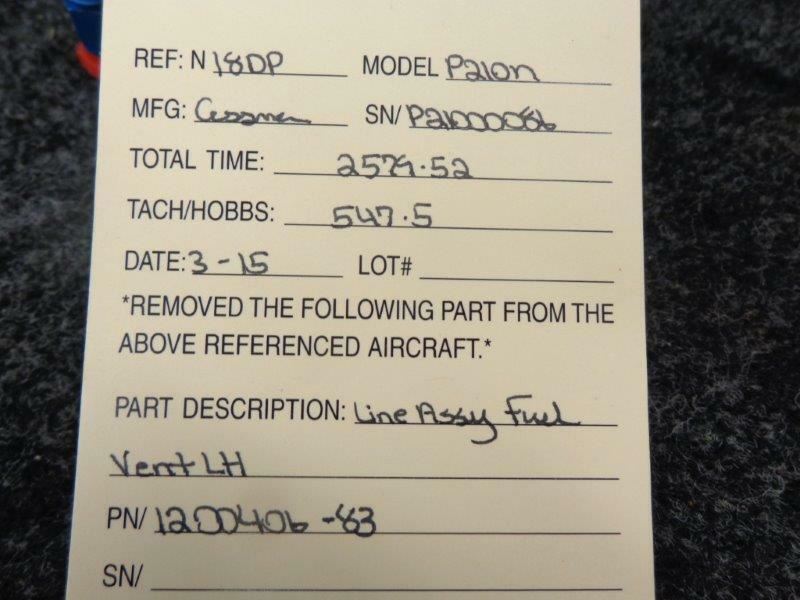 REF: N 18DP MODEL P210N
MFG: Cessna SN/ P21000086
TOTAL TIME: 2579.52
TACH/HOBBS: 547.5
DATE: 3-15 LOT#
*REMOVED THE FOLLOWING PART FROM THE
ABOVE REFERENCED AIRCRAFT.*
PART DESCRIPTION: Line Assy Fuel
Vent LH
PN/ 1200406-83
SN/